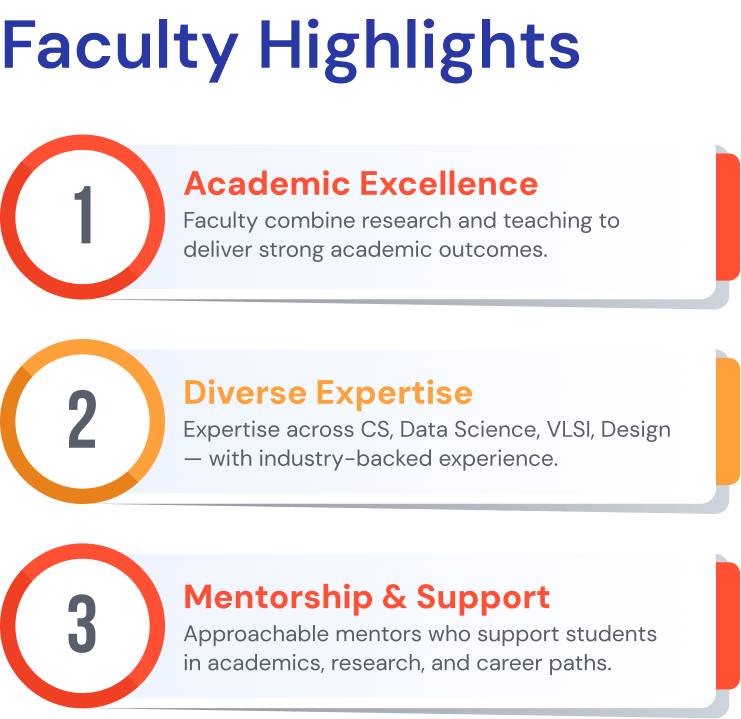 Faculty Highlights
1
Academic Excellence
Faculty combine research and teaching to
deliver strong academic outcomes.
2
Diverse Expertise
Expertise across CS, Data Science, VLSI, Design
— with industry-backed experience.
3
Mentorship & Support
Approachable mentors who support students
in academics, research, and career paths.